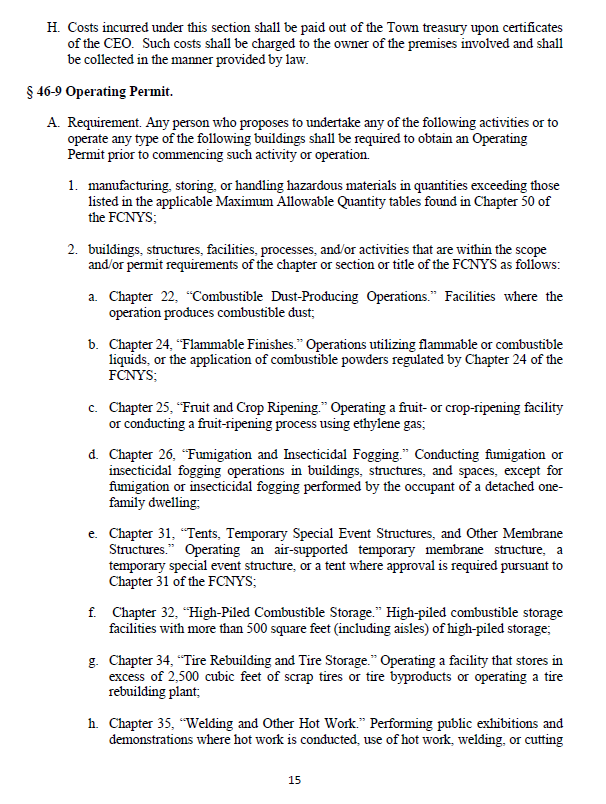 H. Costs incurred under this section shall be paid out of the Town treasury upon certificates
of the CEO. Such costs shall be charged to the owner of the premises involved and shall
be collected in the manner provided by law.
§ 46-9 Operating Permit.
A. Requirement. Any person who proposes to undertake any of the following activities or to
operate any type of the following buildings shall be required to obtain an Operating
Permit prior to commencing such activity or operation.
1. manufacturing, storing, or handling hazardous materials in quantities exceeding those
listed in the applicable Maximum Allowable Quantity tables found in Chapter 50 of
the FCNYS;
2. buildings, structures, facilities, processes, and/or activities that are within the scope
and/or permit requirements of the chapter or section or title of the FCNYS as follows:
a. Chapter 22, “Combustible Dust-Producing Operations.” Facilities where the
operation produces combustible dust;
b. Chapter 24, “Flammable Finishes.” Operations utilizing flammable or combustible
liquids, or the application of combustible powders regulated by Chapter 24 of the
FCNYS;
c. Chapter 25, “Fruit and Crop Ripening.” Operating a fruit- or crop-ripening facility
or conducting a fruit-ripening process using ethylene gas;
d. Chapter 26, “Fumigation and Insecticidal Fogging.” Conducting fumigation or
insecticidal fogging operations in buildings, structures, and spaces, except for
fumigation or insecticidal fogging performed by the occupant of a detached one-
family dwelling;
e. Chapter 31, “Tents, Temporary Special Event Structures, and Other Membrane
Structures.” Operating an air-supported temporary membrane structure, a
temporary special event structure, or a tent where approval is required pursuant to
Chapter 31 of the FCNYS;
f. Chapter 32, “High-Piled Combustible Storage.” High-piled combustible storage
facilities with more than 500 square feet (including aisles) of high-piled storage;
g. Chapter 34, “Tire Rebuilding and Tire Storage.” Operating a facility that stores in
excess of 2,500 cubic feet of scrap tires or tire byproducts or operating a tire
rebuilding plant;
h. Chapter 35, “Welding and Other Hot Work.” Performing public exhibitions and
demonstrations where hot work is conducted, use of hot work, welding, or cutting
15